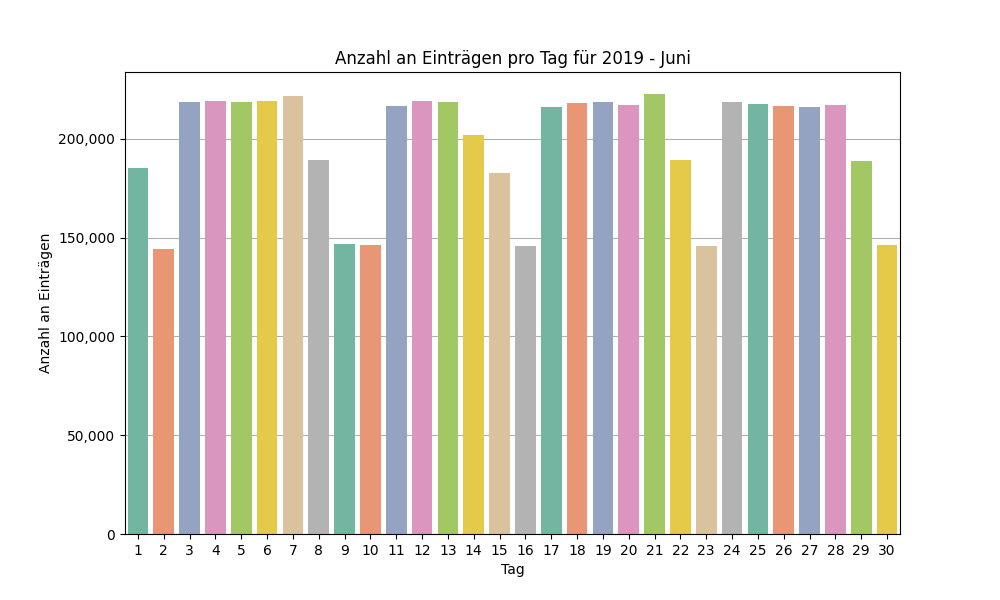 Anzahl an Einträgen pro Tag für 2019 - Juni
Anzahl an Einträgen
200,000
150,000
100,000
50,000
0
1 2 3 4 5 6 7 8 9 10 11 12 13 14 15 16 17 18 19 20 21 22 23 24 25 26 27 28 29 30
Tag